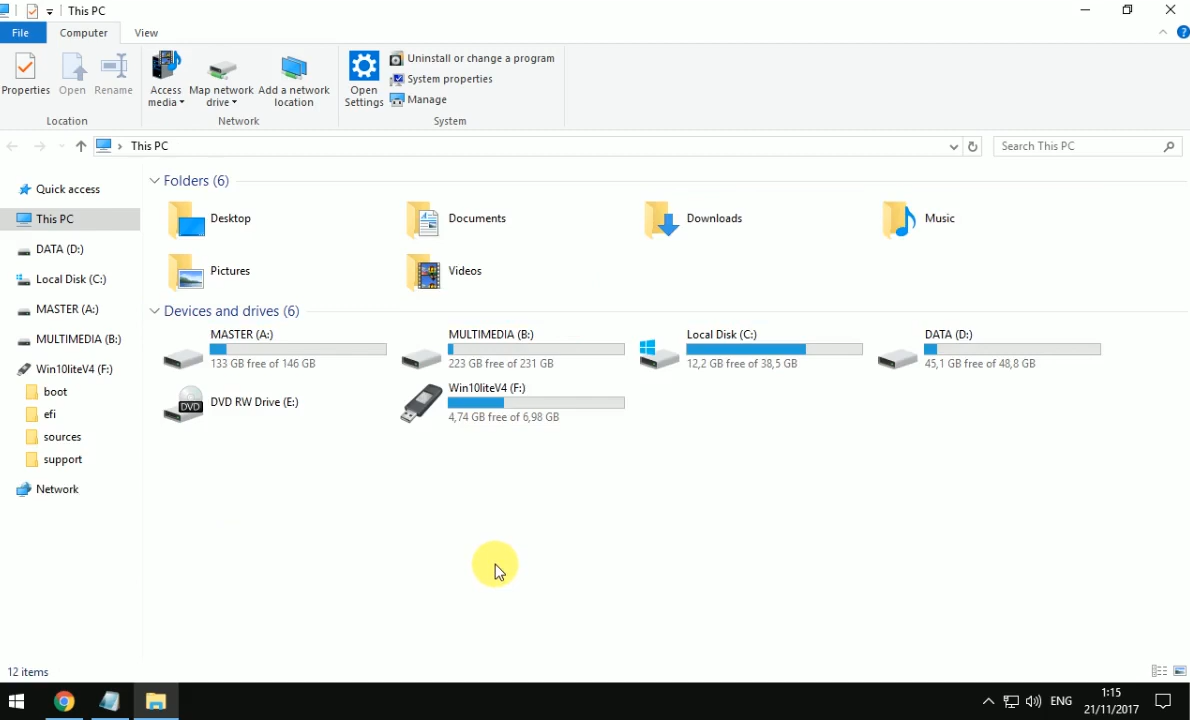 This PC
File Computer View
Properties Open Rename Access media Map network drive Add a network location Open Settings Uninstall or change a program
System properties
Manage
Location Network System
This PC
Search This PC
Quick access
This PC
DATA (D:)
Local Disk (C:)
MASTER (A:)
MULTIMEDIA (B:)
Win10liteV4 (F:)
boot
efi
sources
support
Network
Folders (6)
Desktop Documents Downloads Music
Pictures Videos
Devices and drives (6)
MASTER (A:) MULTIMEDIA (B:) Local Disk (C:) DATA (D:)
133 GB free of 146 GB 223 GB free of 231 GB 12,2 GB free of 38,5 GB 45,1 GB free of 48,8 GB
DVD RW Drive (E:) Win10liteV4 (F:)
DVD 4,74 GB free of 6,98 GB
12 items
ENG 1:15
21/11/2017